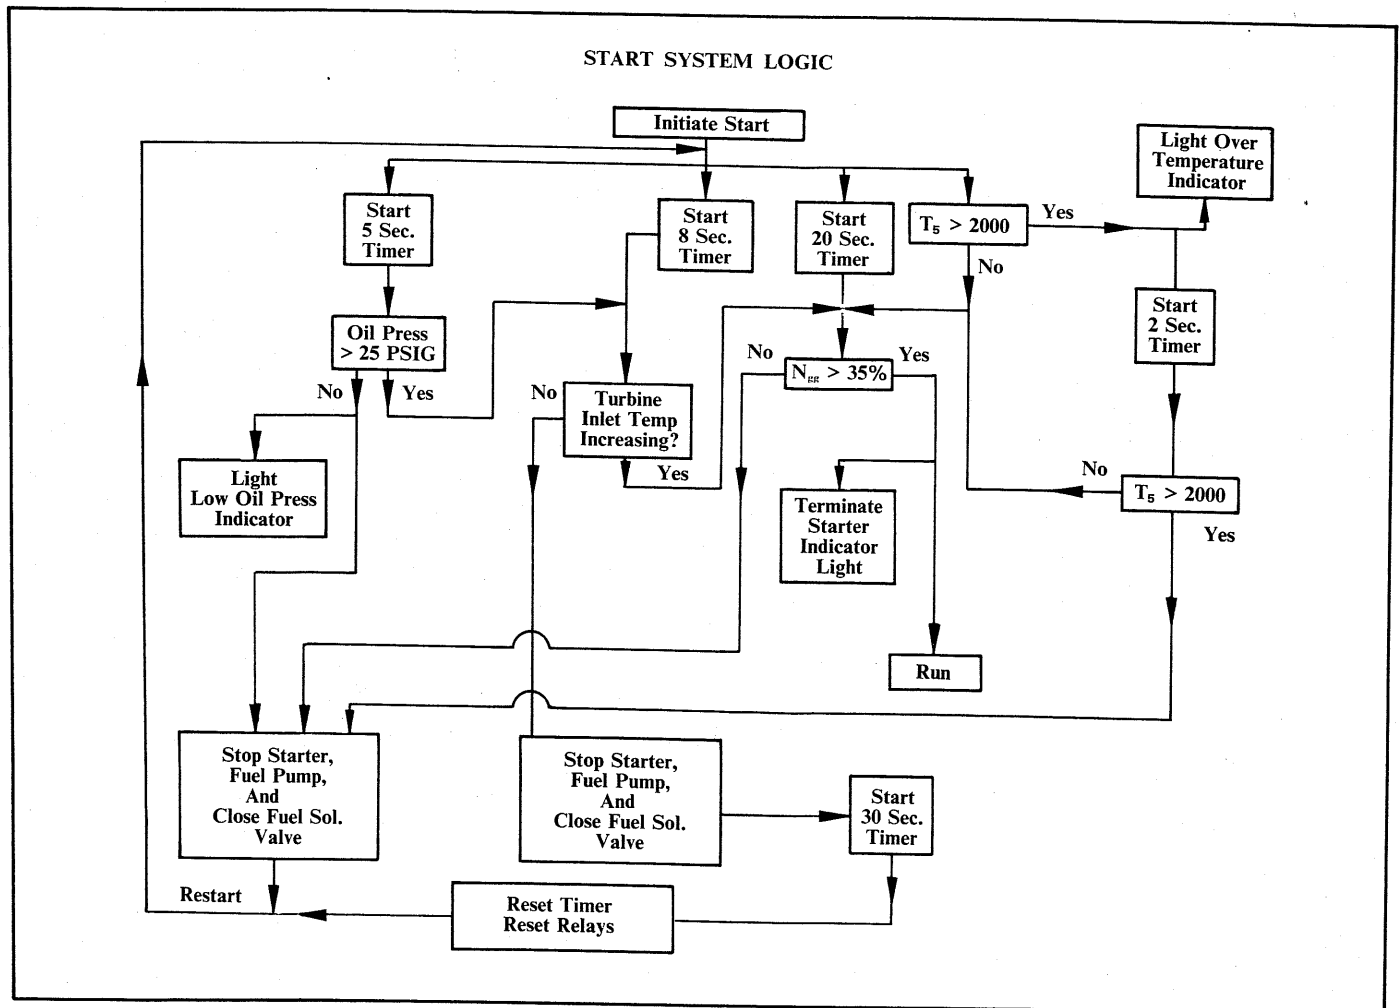 START SYSTEM LOGIC
Initiate Start
Light Over
Temperature
Indicator
Start
5 Sec.
Timer
Start
8 Sec.
Timer
Start
20 Sec.
Timer
T₅ > 2000
Yes
No
Start
2 Sec.
Timer
Oil Press
> 25 PSIG
No
Yes
No
Turbine
Inlet Temp
Increasing?
Yes
No
Yes
Ngg > 35%
Light
Low Oil Press
Indicator
Terminate
Starter
Indicator
Light
No
T₅ > 2000
Yes
Run
Stop Starter,
Fuel Pump,
And
Close Fuel Sol.
Valve
Stop Starter,
Fuel Pump,
And
Close Fuel Sol.
Valve
Start
30 Sec.
Timer
Restart
Reset Timer
Reset Relays